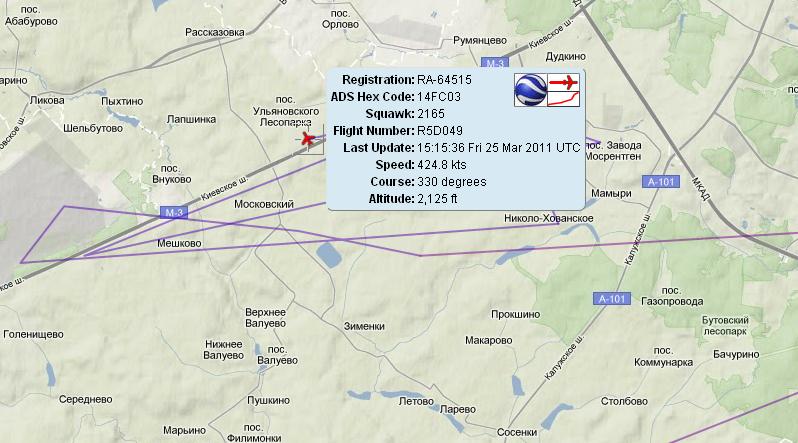 пос.
Абабурово
пос.
Орлово
Рассказовка
Румянцево
Киевское ш.
Дудкино
М-3
Ликова
Пыхтино
Шельбутово
Лапшинка
пос.
Ульяновского
Лесопарка
Registration: RA-64515
ADS Hex Code: 14FC03
Squawk: 2165
Flight Number: R5D049
Last Update: 15:15:36 Fri 25 Mar 2011 UTC
Speed: 424.8 kts
Course: 330 degrees
Altitude: 2,125 ft
пос. Завода
Мосрентген
А-101
МКАД
пос.
Внуково
Киевское ш.
М-3
Московский
Мешково
Мамыри
Николо-Хованское
Калужское ш.
Киевское ш.
А-101
пос.
Газопровода
Бутовский
лесопарк
Голенищево
Верхнее
Валуево
Зименки
Прокшино
Макарово
Нижнее
Валуево
пос.
Валуево
Калужское ш.
пос.
Коммунарка
Бачурино
Середнево
Пушкино
Летово
Ларево
Столбово
Марьино
пос.
Филимонки
Сосенки